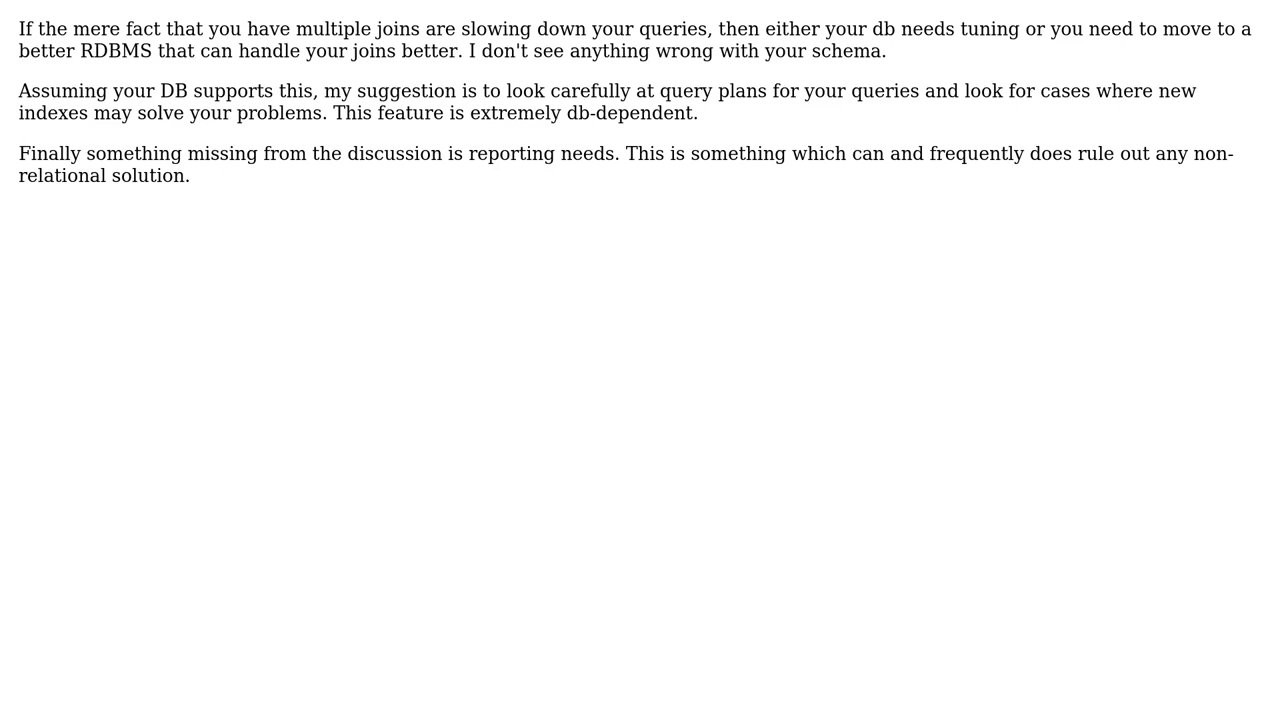 If the mere fact that you have multiple joins are slowing down your queries, then either your db needs tuning or you need to move to a
better RDBMS that can handle your joins better. I don't see anything wrong with your schema.
Assuming your DB supports this, my suggestion is to look carefully at query plans for your queries and look for cases where new
indexes may solve your problems. This feature is extremely db-dependent.
Finally something missing from the discussion is reporting needs. This is something which can and frequently does rule out any non-
relational solution.